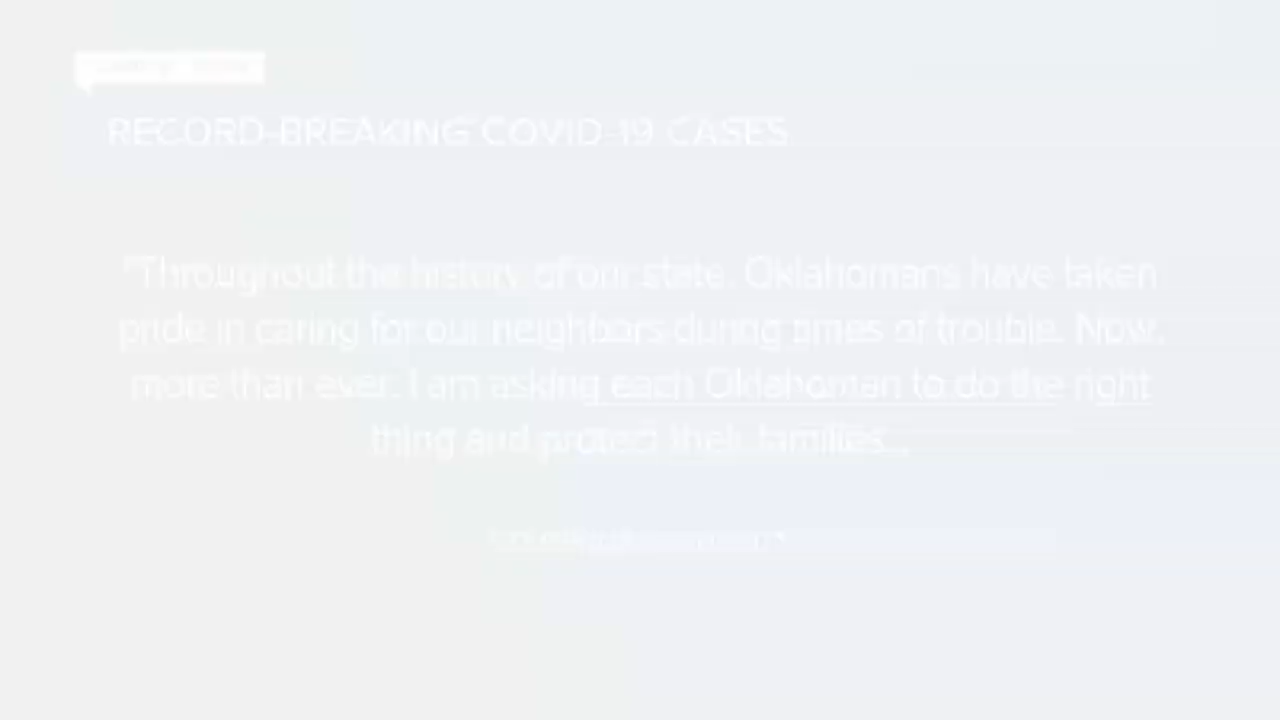 RECORD-BREAKING COVID-19 CASES
"Throughout the history of our state, Oklahomans have taken
pride in caring for our neighbors during times of trouble. Now,
more than ever, I am asking each Oklahoman to do the right
thing and protect their families...